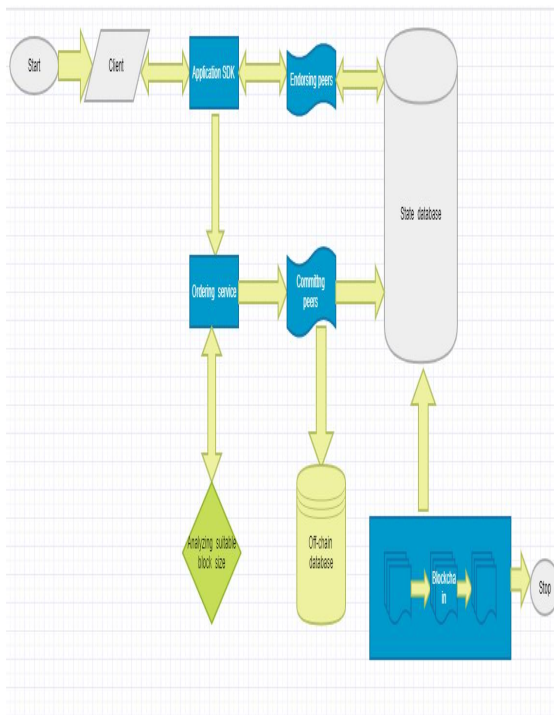 Start
Client
Application SDK
Endorsing peers
State database
Ordering service
Committing
peers
Analyzing suitable
block size
Off-chain
database
Blockcha
in
Stop